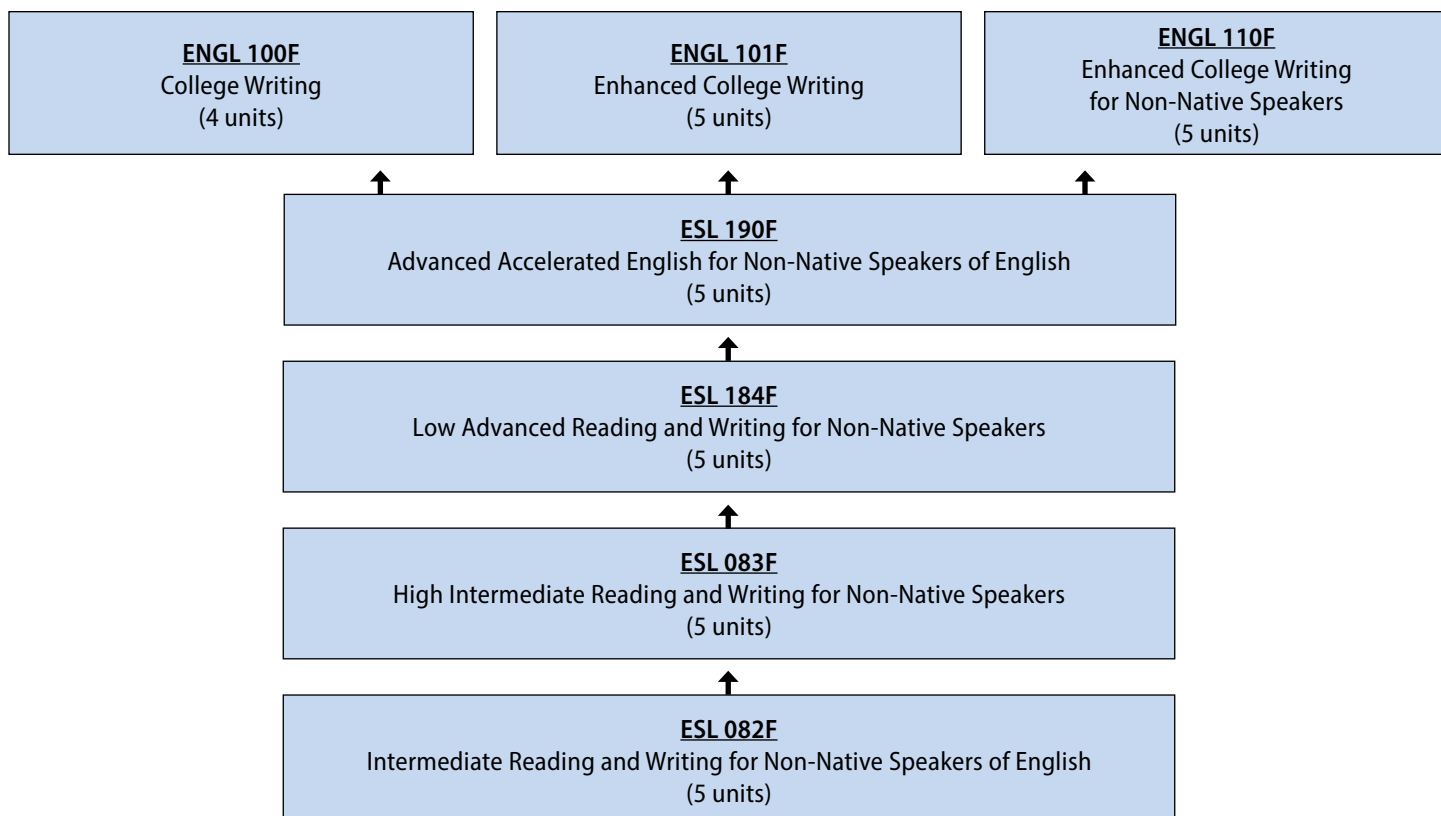 ENGL 100F
College Writing
(4 units)
ENGL 101F
Enhanced College Writing
(5 units)
ENGL 110F
Enhanced College Writing
for Non-Native Speakers
(5 units)
ESL 190F
Advanced Accelerated English for Non-Native Speakers of English
(5 units)
ESL 184F
Low Advanced Reading and Writing for Non-Native Speakers
(5 units)
ESL 083F
High Intermediate Reading and Writing for Non-Native Speakers
(5 units)
ESL 082F
Intermediate Reading and Writing for Non-Native Speakers of English
(5 units)